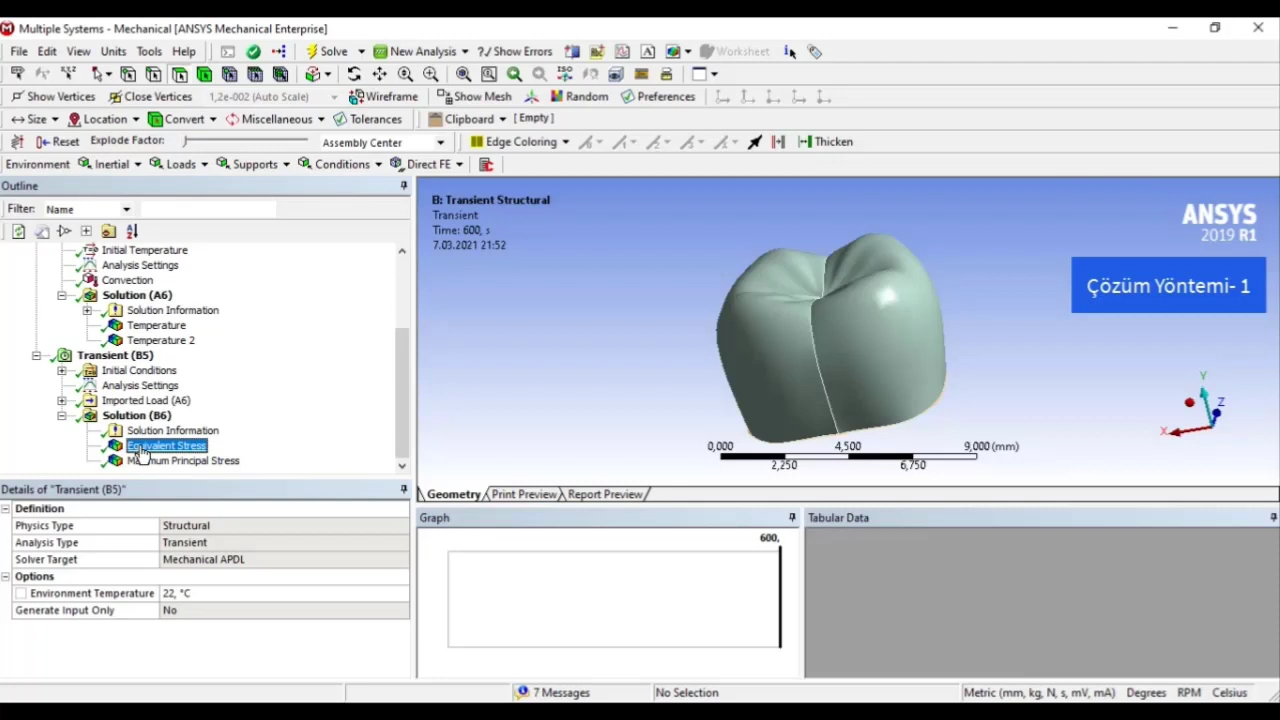 Multiple Systems - Mechanical [ANSYS Mechanical Enterprise]
File Edit View Units Tools Help Solve New Analysis ?/ Show Errors Worksheet
Show Vertices Close Vertices 1,2e-002 (Auto Scale) Wireframe Show Mesh Random Preferences
Size Location Convert Miscellaneous Tolerances Clipboard [ Empty ]
Reset Explode Factor: Assembly Center Edge Coloring Thicken
Environment Inertial Loads Supports Conditions Direct FE
Outline
Filter: Name
Initial Temperature
Analysis Settings
Convection
Solution (A6)
Solution Information
Temperature
Temperature 2
Transient (B5)
Initial Conditions
Analysis Settings
Imported Load (A6)
Solution (B6)
Solution Information
Equivalent Stress
Maximum Principal Stress
Details of "Transient (B5)"
Definition
Physics Type Structural
Analysis Type Transient
Solver Target Mechanical APDL
Options
Environment Temperature 22, °C
Generate Input Only No
B: Transient Structural
Transient
Time: 600, s
7.03.2021 21:52
ANSYS
2019 R1
Çözüm Yöntemi- 1
Y
Z
X
0,000 4,500 9,000 (mm)
2,250 6,750
Geometry Print Preview Report Preview
Graph
600,
Tabular Data
7 Messages No Selection Metric (mm, kg, N, s, mV, mA) Degrees RPM Celsius